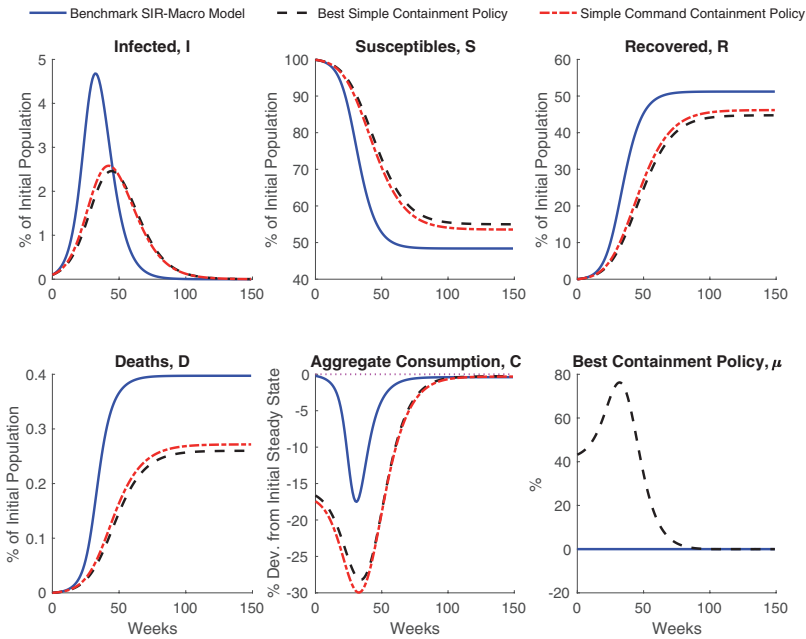 Benchmark SIR-Macro Model
Best Simple Containment Policy
Simple Command Containment Policy
Infected, I
Susceptibles, S
Recovered, R
% of Initial Population
5
4
3
2
1
0
0 50 100 150
% of Initial Population
100
90
80
70
60
50
40
0 50 100 150
% of Initial Population
60
50
40
30
20
10
0
0 50 100 150
Deaths, D
Aggregate Consumption, C
Best Containment Policy, μ
% of Initial Population
0.4
0.3
0.2
0.1
0
0 50 100 150
Weeks
% Dev. from Initial Steady State
0
-5
-10
-15
-20
-25
-30
0 50 100 150
Weeks
%
80
60
40
20
0
-20
0 50 100 150
Weeks